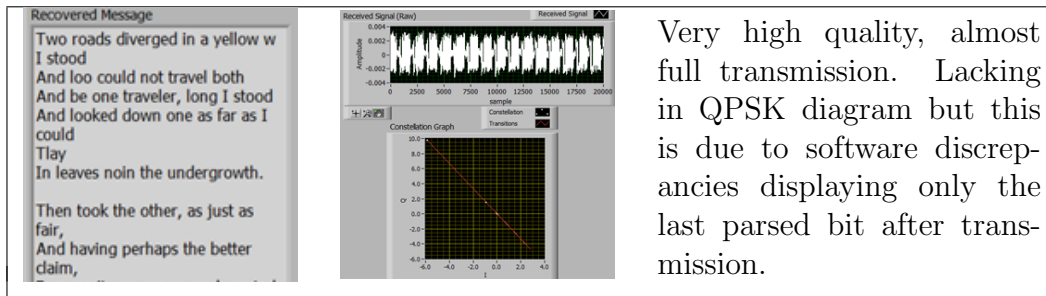 Recovered Message
Two roads diverged in a yellow w
I stood
And loo could not travel both
And be one traveler, long I stood
And looked down one as far as I
could
Tlay
In leaves noin the undergrowth.
Then took the other, as just as
fair,
And having perhaps the better
claim,
Received Signal (Raw)
Received Signal
Amplitude
0.004
0.002
0
-0.002
-0.004
0 2500 5000 7500 10000 12500 15000 17500 20000
sample
Constellation
Transitions
Constellation Graph
Q
10.0
8.0
6.0
4.0
2.0
0.0
-2.0
-4.0
-6.0
-6.0 -4.0 -2.0 0.0 2.0 4.0
I
Very high quality, almost
full transmission. Lacking
in QPSK diagram but this
is due to software discrep-
ancies displaying only the
last parsed bit after trans-
mission.